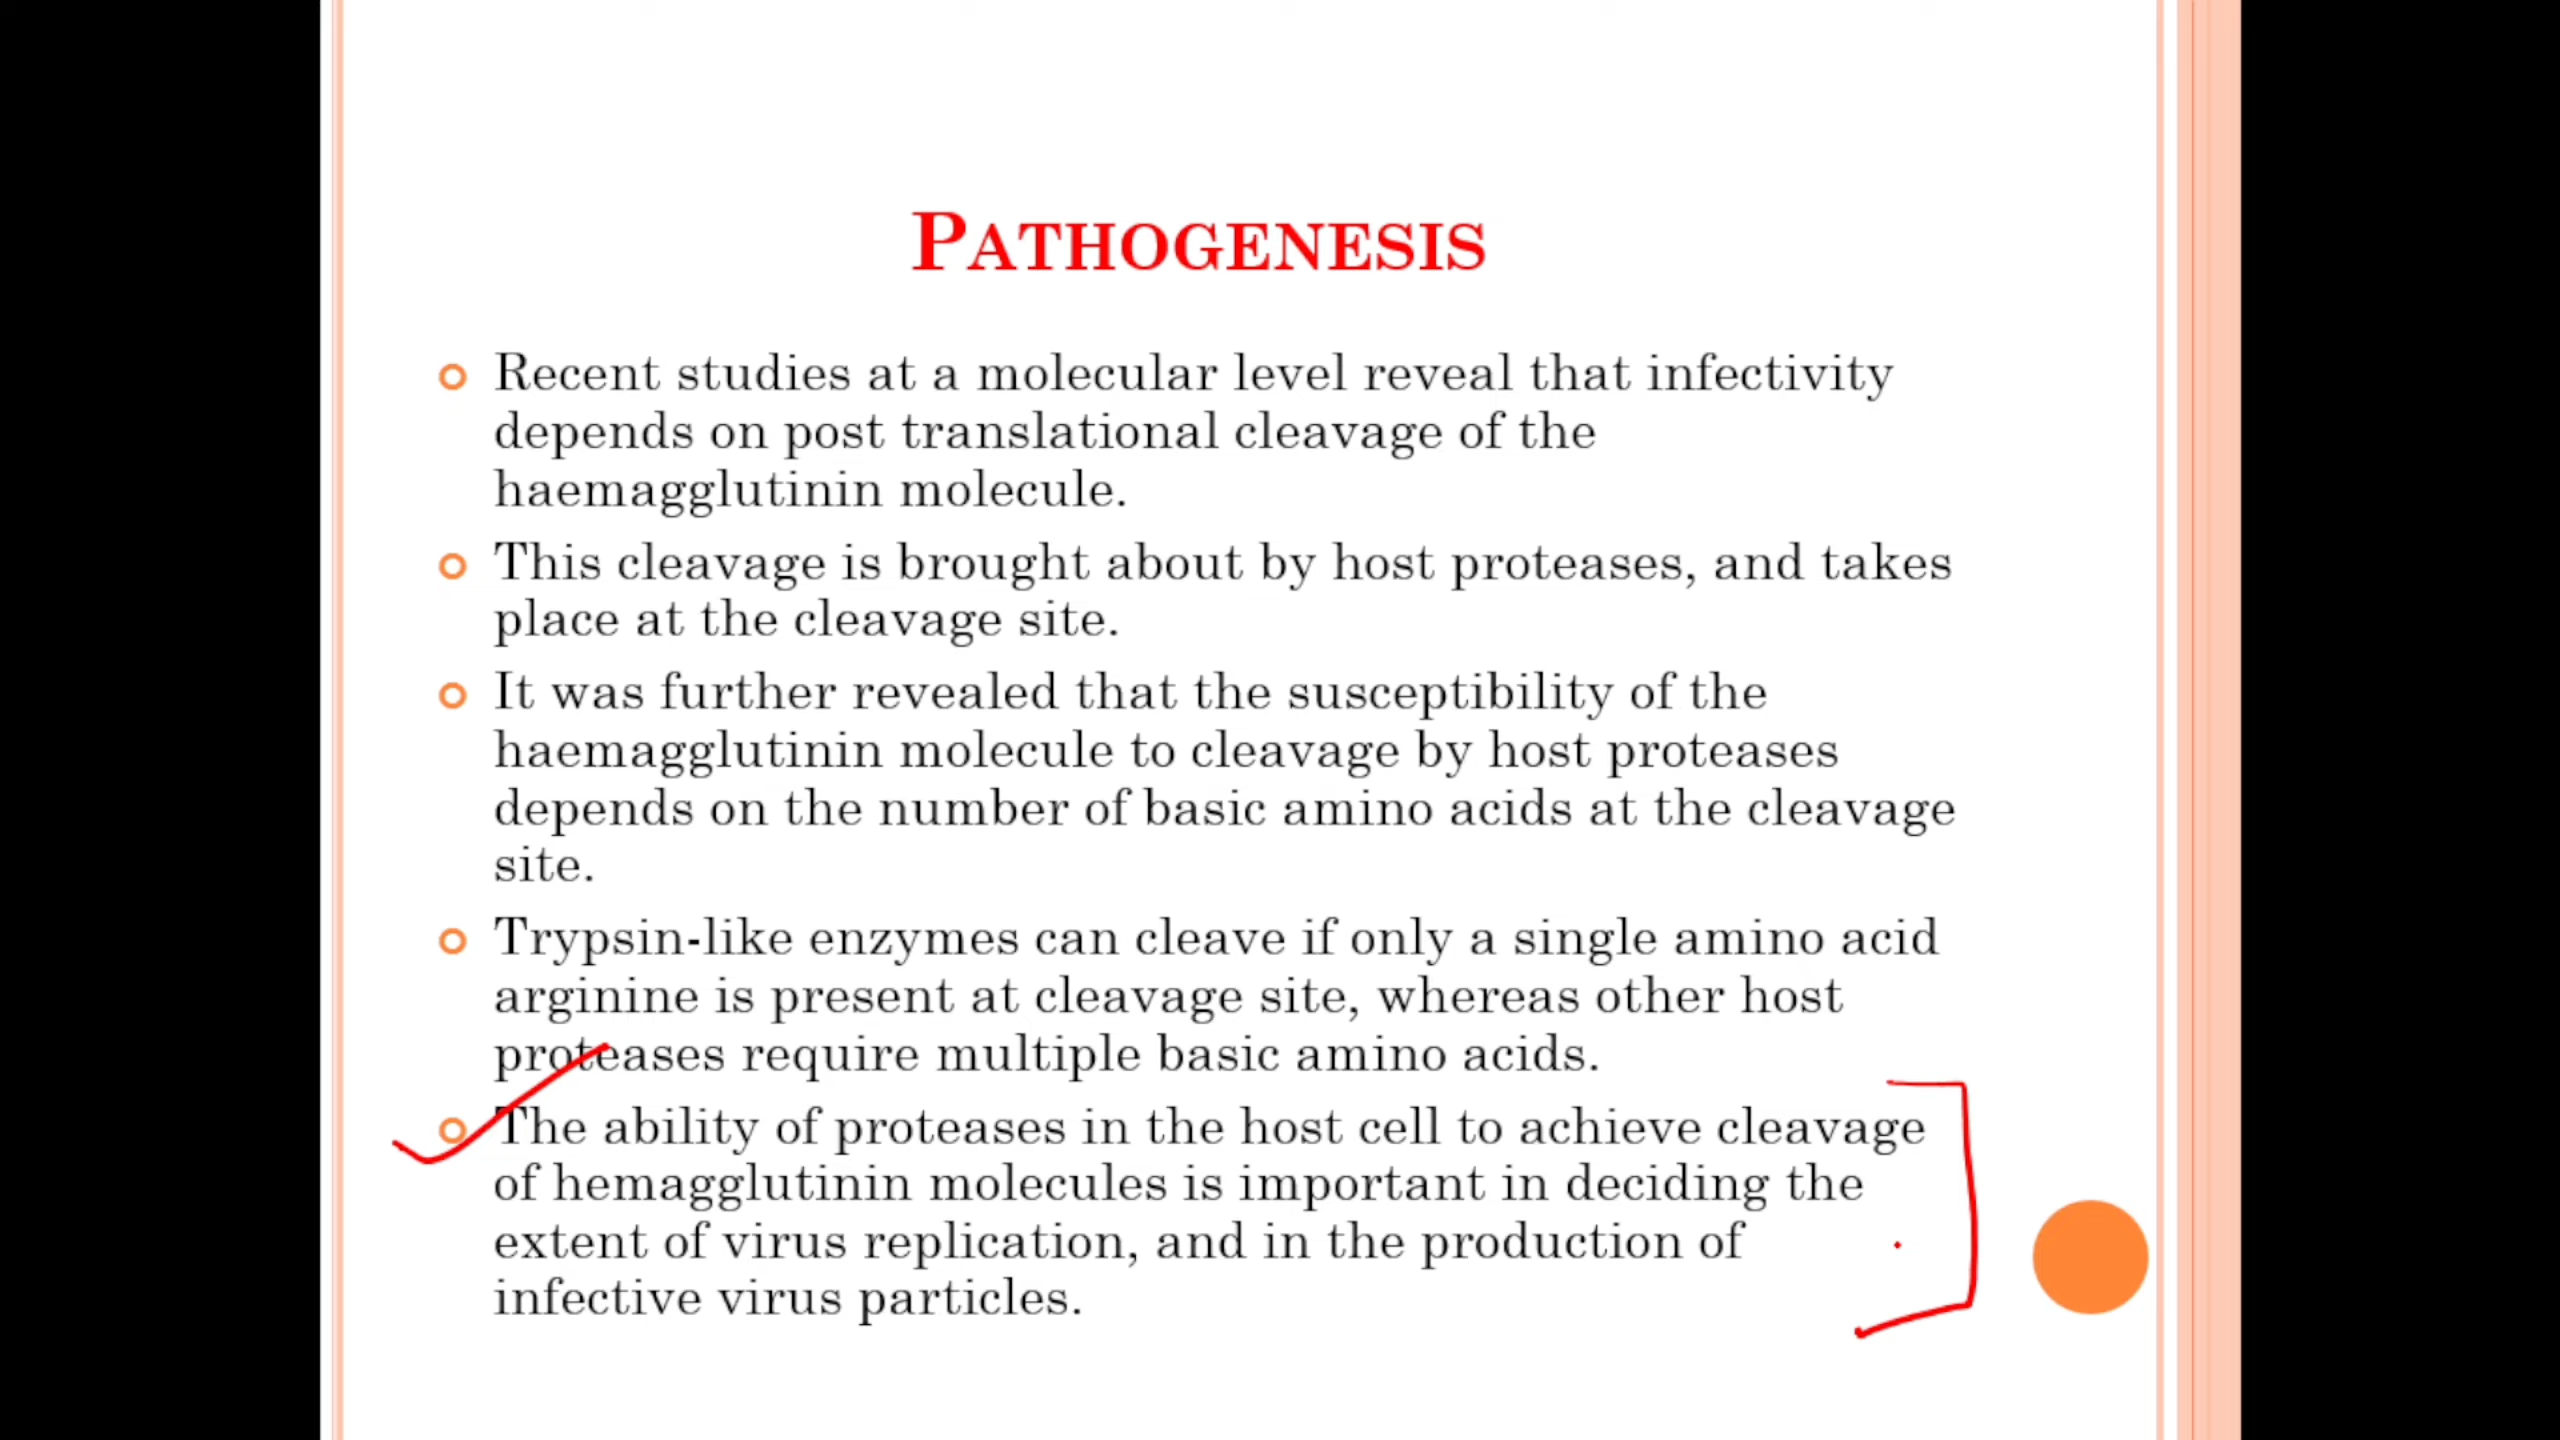 PATHOGENESIS
Recent studies at a molecular level reveal that infectivity
depends on post translational cleavage of the
haemagglutinin molecule.
This cleavage is brought about by host proteases, and takes
place at the cleavage site.
It was further revealed that the susceptibility of the
haemagglutinin molecule to cleavage by host proteases
depends on the number of basic amino acids at the cleavage
site.
Trypsin-like enzymes can cleave if only a single amino acid
arginine is present at cleavage site, whereas other host
proteases require multiple basic amino acids.
The ability of proteases in the host cell to achieve cleavage
of hemagglutinin molecules is important in deciding the
extent of virus replication, and in the production of
infective virus particles.